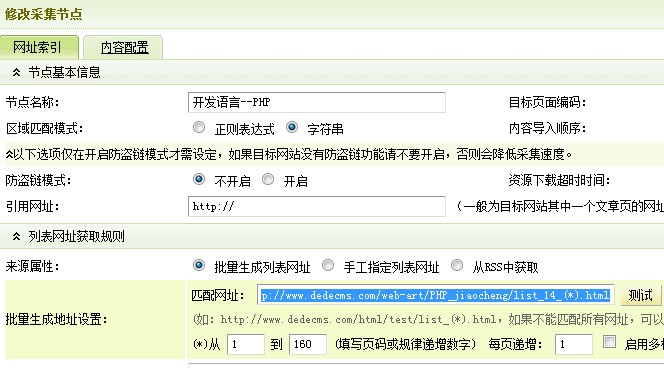 修改采集节点
网址索引 内容配置
节点基本信息
节点名称: 开发语言--PHP 目标页面编码:
区域匹配模式: 正则表达式 字符串 内容导入顺序:
以下选项仅在开启防盗链模式才需设定，如果目标网站没有防盗链功能请不要开启，否则会降低采集速度。
防盗链模式: 不开启 开启 资源下载超时时间:
引用网址: http:// (一般为目标网站其中一个文章页的网址
列表网址获取规则
来源属性: 批量生成列表网址 手工指定列表网址 从RSS中获取
匹配网址: p://www.dedecms.com/web-art/PHP_jiaocheng/list_14_(*).html 测试
批量生成地址设置: (如: http://www.dedecms.com/html/test/list_(*).html，如果不能匹配所有网址，可以
(*)从 1 到 160 (填写页码或规律递增数字) 每页递增: 1 启用多